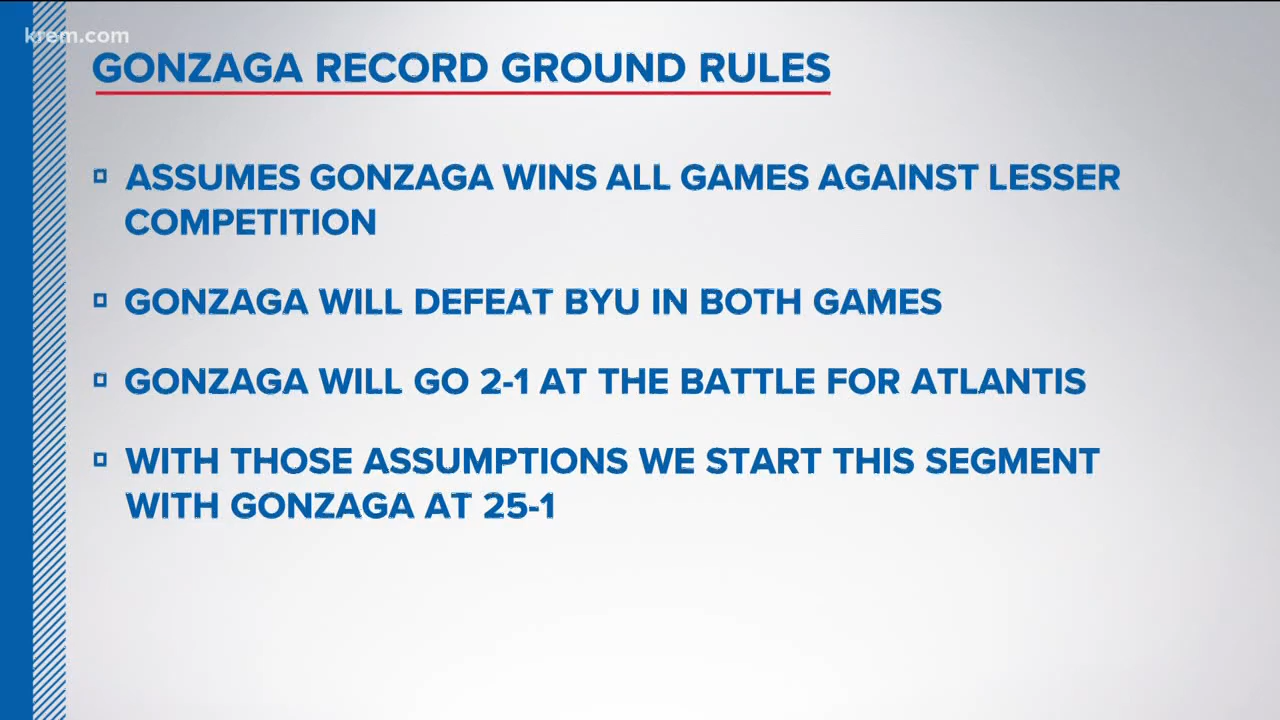 krem.com
GONZAGA RECORD GROUND RULES
ASSUMES GONZAGA WINS ALL GAMES AGAINST LESSER
COMPETITION
GONZAGA WILL DEFEAT BYU IN BOTH GAMES
GONZAGA WILL GO 2-1 AT THE BATTLE FOR ATLANTIS
WITH THOSE ASSUMPTIONS WE START THIS SEGMENT
WITH GONZAGA AT 25-1